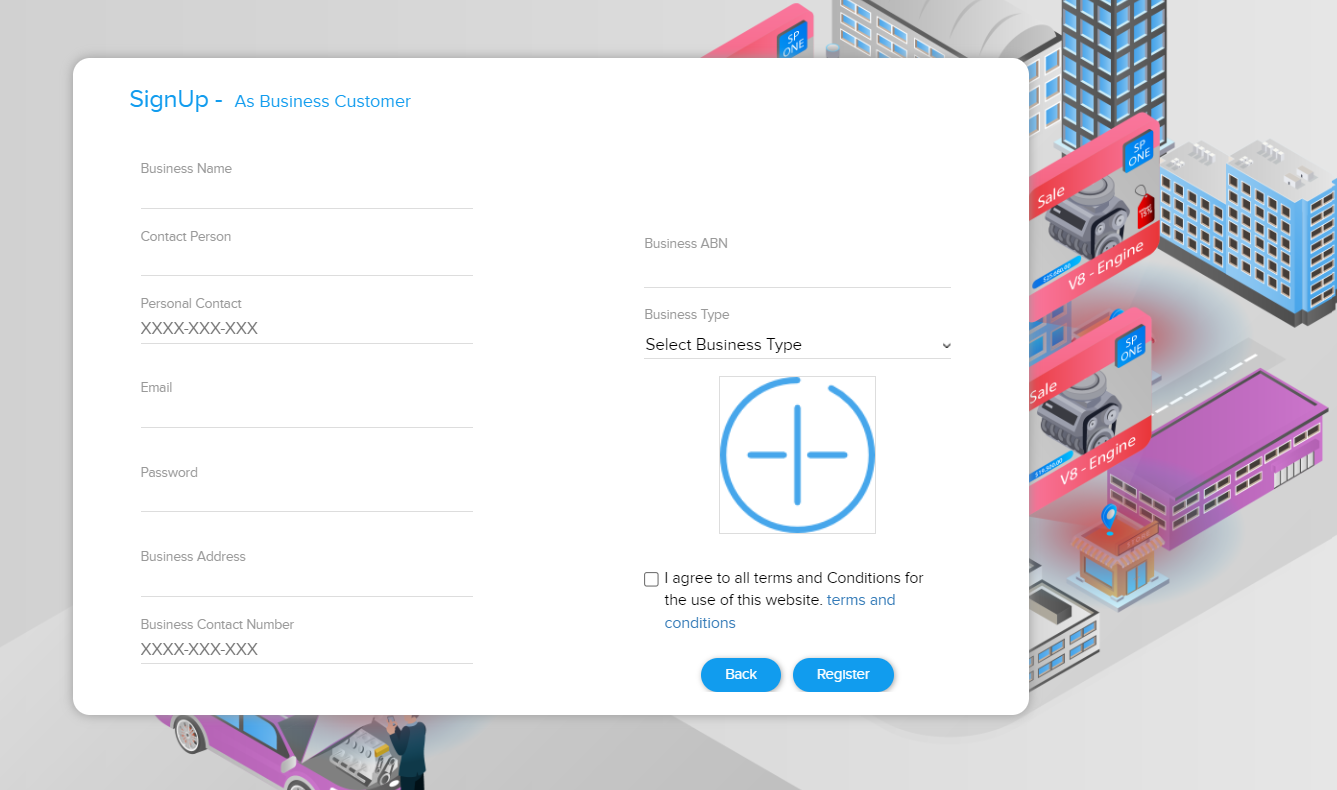 SP
ONE
SignUp - As Business Customer
Business Name
Contact Person
Personal Contact
XXXX-XXX-XXX
Email
Password
Business Address
Business Contact Number
XXXX-XXX-XXX
Business ABN
Business Type
Select Business Type
I agree to all terms and Conditions for
the use of this website. terms and
conditions
Back
Register
SP
ONE
Sale
15%
V8 - Engine
SP
ONE
Sale
V8 - Engine
STORE